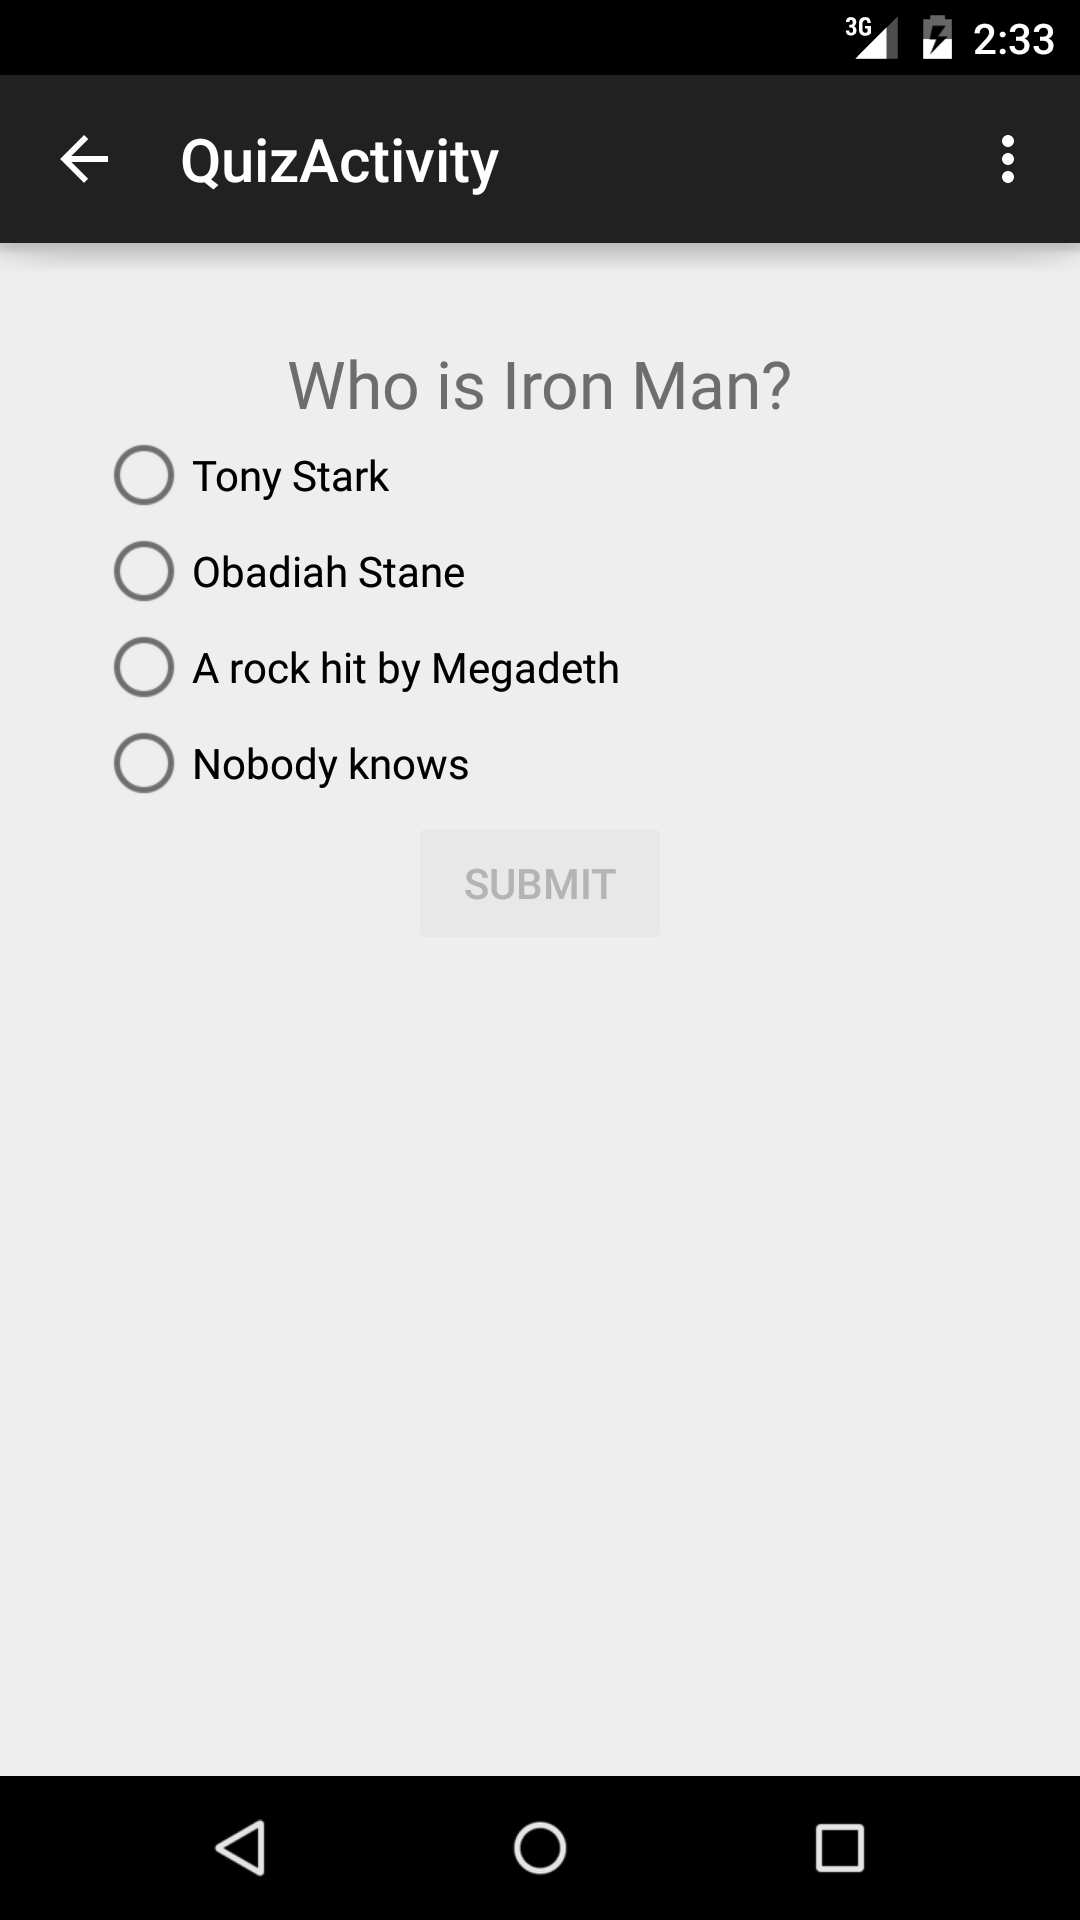 3G 2:33
QuizActivity
Who is Iron Man?
Tony Stark
Obadiah Stane
A rock hit by Megadeth
Nobody knows
SUBMIT